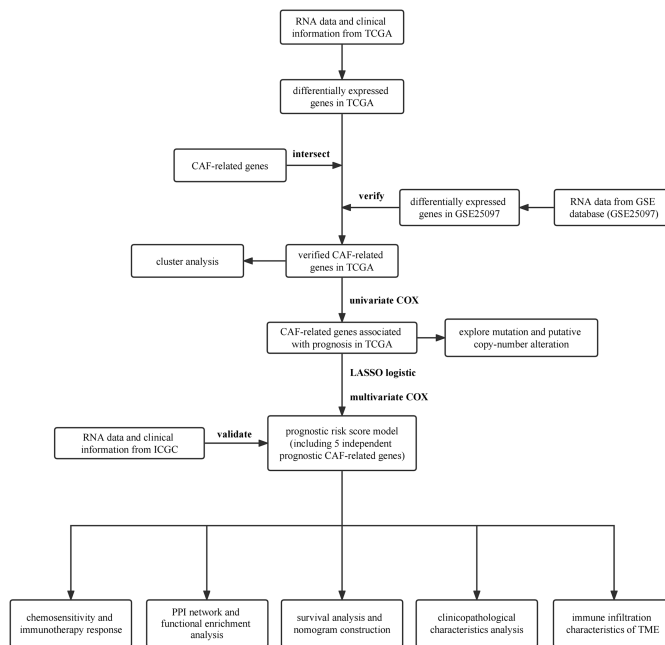 RNA data and clinical
information from TCGA
differentially expressed
genes in TCGA
intersect
CAF-related genes
verify
differentially expressed
genes in GSE25097
RNA data from GSE
database (GSE25097)
cluster analysis
verified CAF-related
genes in TCGA
univariate COX
CAF-related genes associated
with prognosis in TCGA
explore mutation and putative
copy-number alteration
LASSO logistic
multivariate COX
RNA data and clinical
information from ICGC
validate
prognostic risk score model
(including 5 independent
prognostic CAF-related genes)
chemosensitivity and
immunotherapy response
PPI network and
functional enrichment
analysis
survival analysis and
nomogram construction
clinicopathological
characteristics analysis
immune infiltration
characteristics of TME